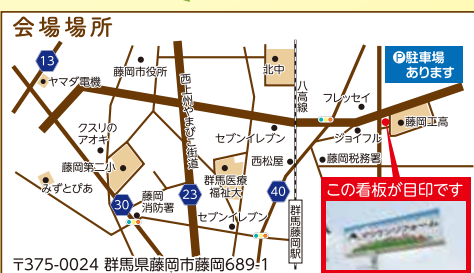 会場場所
13
ヤマダ電機
藤岡市役所
北中
P駐車場
あります
西上州やまびこ街道
八高線
フレッセイ
クスリの
アオキ
セブンイレブン
ジョイフル
藤岡工高
藤岡第二小
西松屋
藤岡税務署
みずとぴあ
群馬医療
福祉大
この看板が目印です
30
藤岡
消防署
23
40
セブンイレブン
群馬藤岡駅
〒375-0024 群馬県藤岡市藤岡689-1